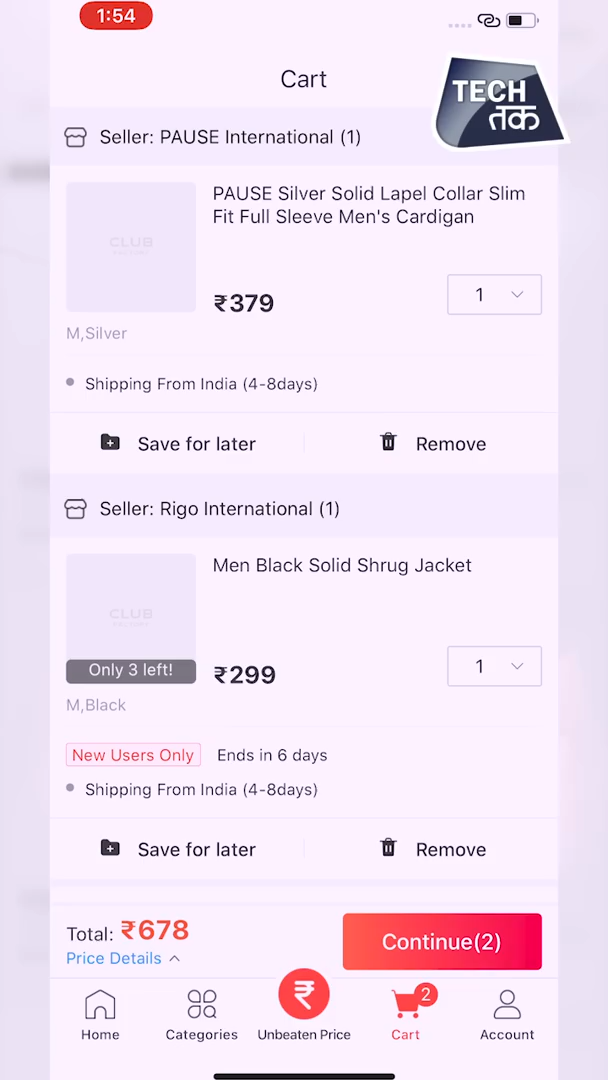 1:54
TECH
तक
Cart
Seller: PAUSE International (1)
PAUSE Silver Solid Lapel Collar Slim
Fit Full Sleeve Men's Cardigan
CLUB
FACTORY
₹379
1
M,Silver
Shipping From India (4-8days)
Save for later
Remove
Seller: Rigo International (1)
Men Black Solid Shrug Jacket
CLUB
FACTORY
Only 3 left!
₹299
1
M,Black
New Users Only
Ends in 6 days
Shipping From India (4-8days)
Save for later
Remove
Total: ₹678
Price Details
Continue(2)
₹
2
Home
Categories
Unbeaten Price
Cart
Account